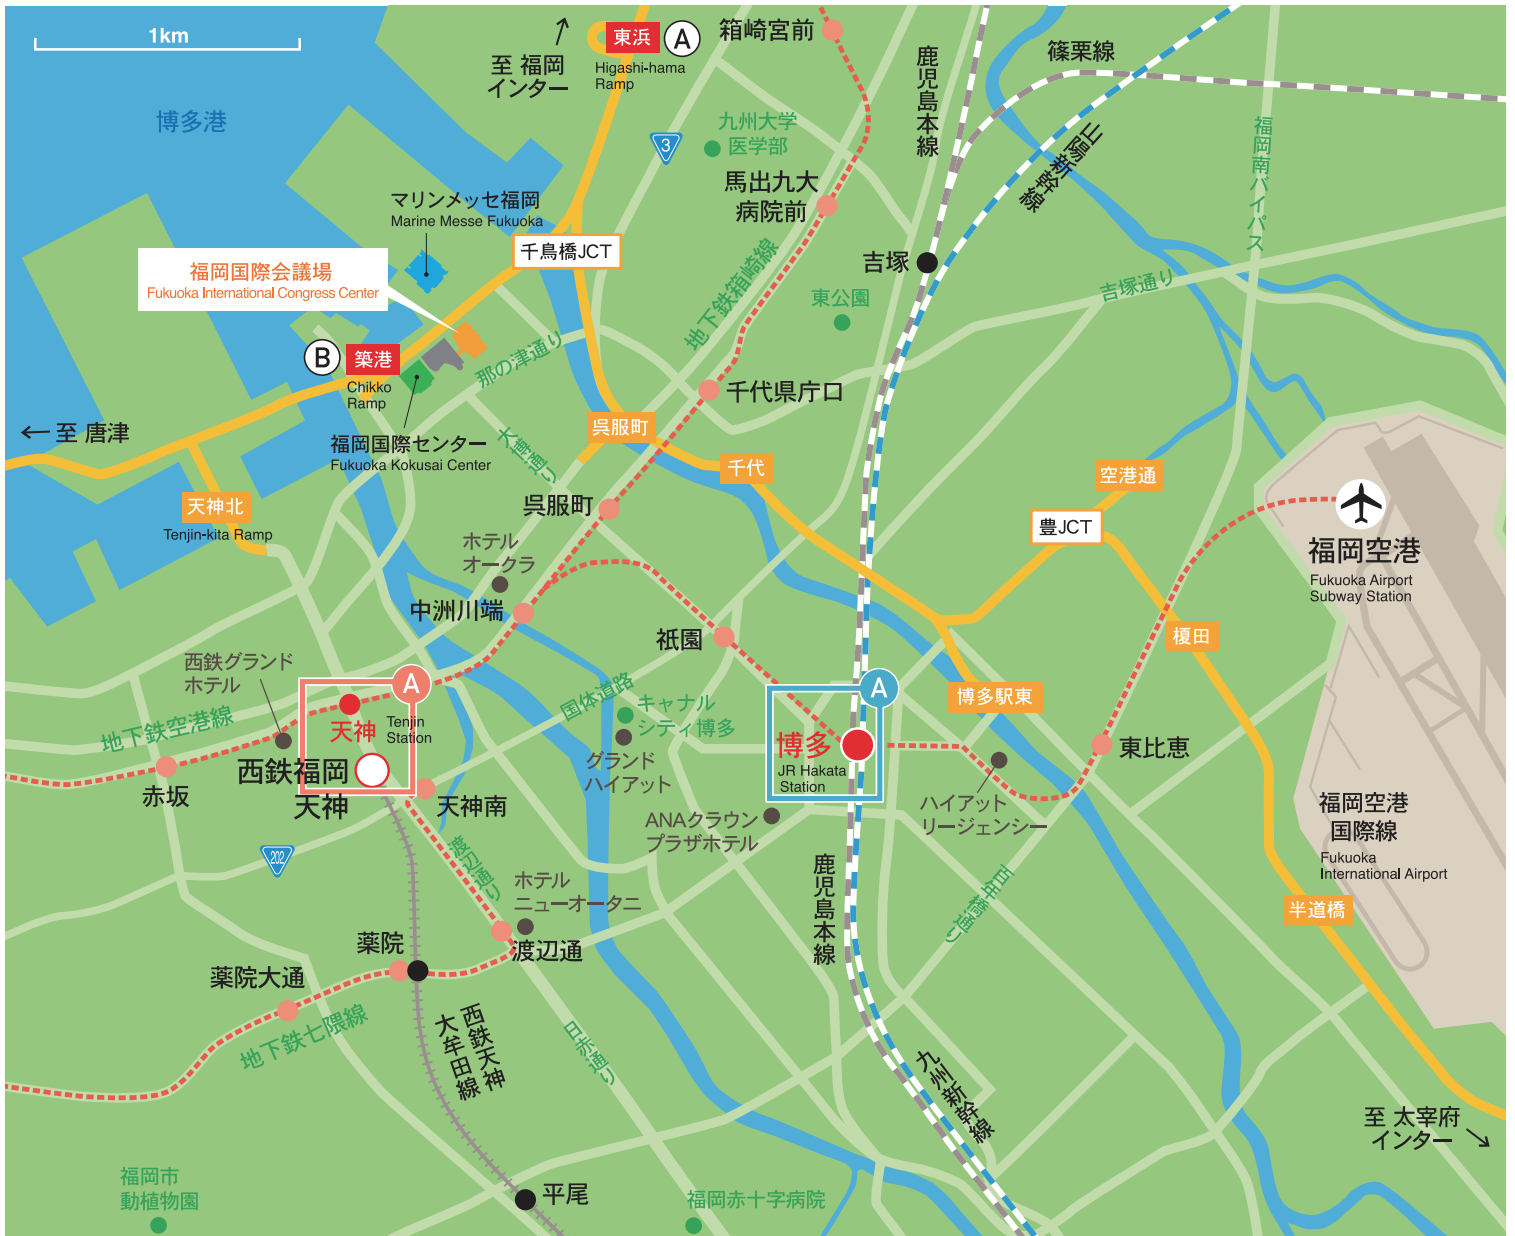 1km
博多港
至 福岡
インター
東浜
A
Higashi-hama
Ramp
箱崎宮前
鹿児島本線
篠栗線
山陽新幹線
福岡南バイパス
3
九州大学
医学部
馬出九大
病院前
マリンメッセ福岡
Marine Messe Fukuoka
千鳥橋JCT
福岡国際会議場
Fukuoka International Congress Center
地下鉄箱崎線
吉塚
東公園
吉塚通り
B
築港
Chikko
Ramp
那の津通り
千代県庁口
至 唐津
福岡国際センター
Fukuoka Kokusai Center
大博通り
呉服町
千代
空港通
天神北
Tenjin-kita Ramp
呉服町
豊JCT
福岡空港
Fukuoka Airport
Subway Station
ホテル
オークラ
中洲川端
祇園
榎田
西鉄グランド
ホテル
A
A
博多駅東
国体道路
キャナル
シティ博多
地下鉄空港線
天神
Tenjin
Station
西鉄福岡
天神
赤坂
天神南
グランド
ハイアット
博多
JR Hakata
Station
東比恵
ハイアット
リージェンシー
ANAクラウン
プラザホテル
福岡空港
国際線
Fukuoka
International Airport
202
渡辺通り
ホテル
ニューオータニ
百年橋通り
鹿児島本線
半道橋
薬院
渡辺通
薬院大通
地下鉄七隈線
西鉄天神
大牟田線
日赤通り
九州新幹線
至 太宰府
インター
福岡市
動植物園
平尾
福岡赤十字病院